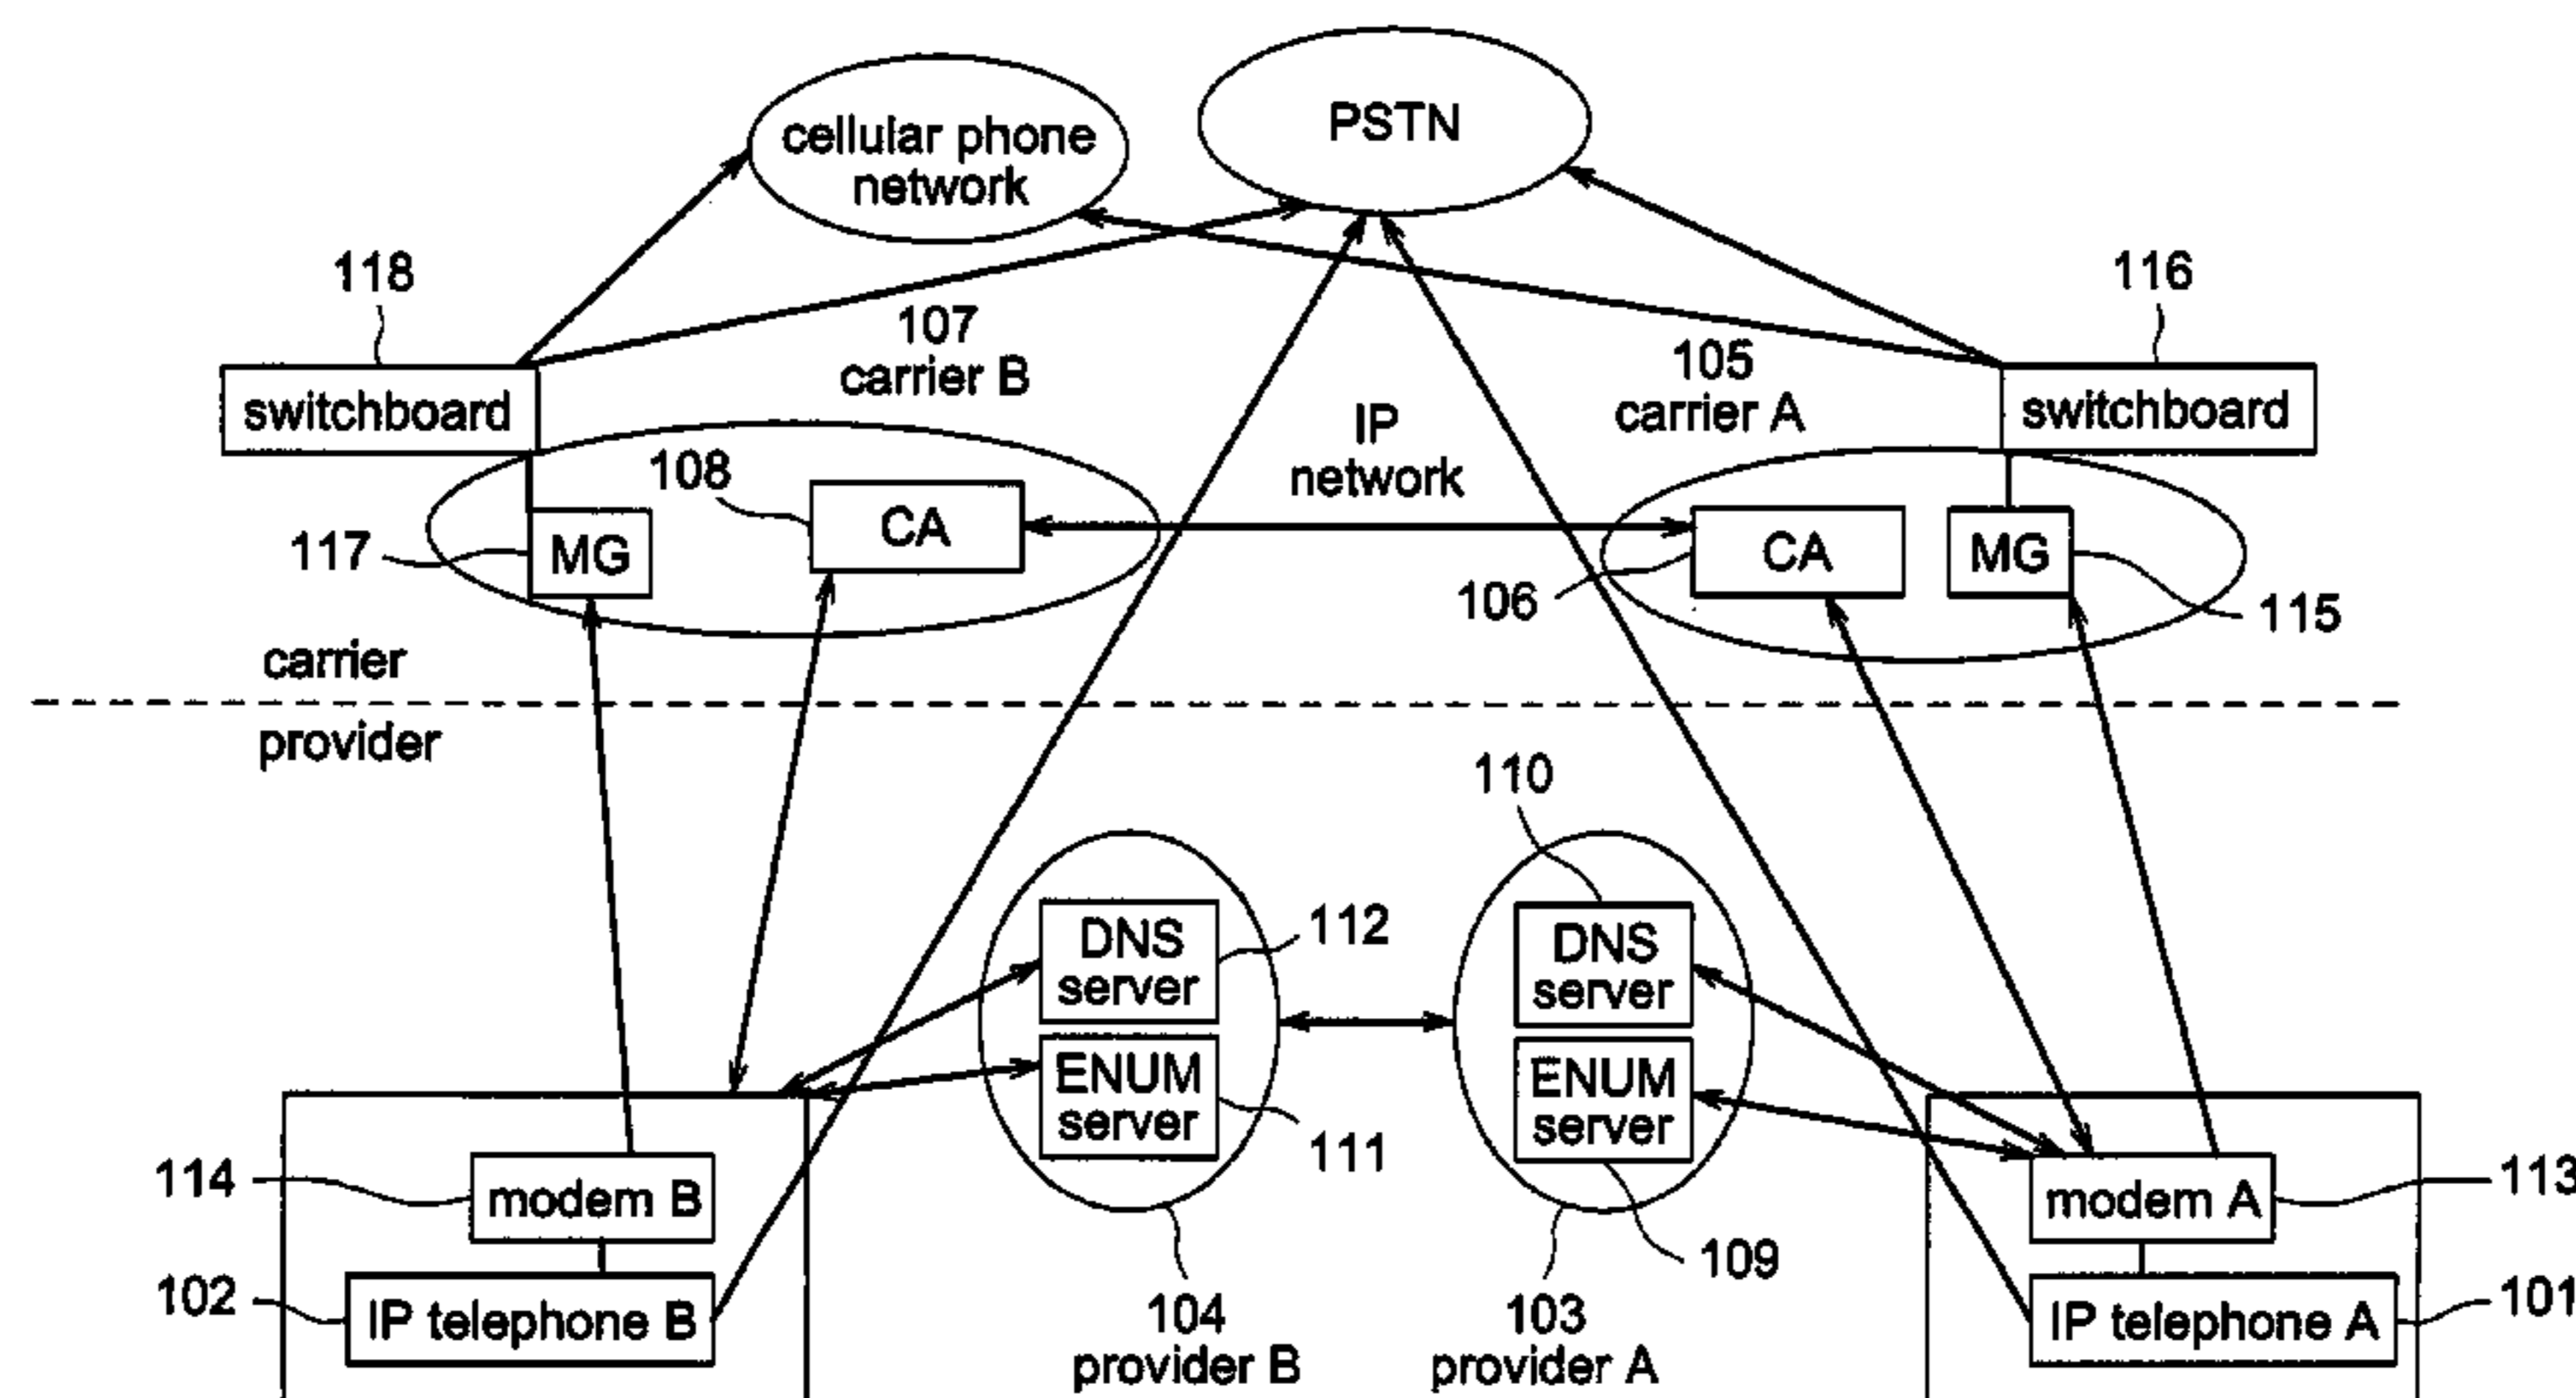 cellular phone
network
PSTN
118
116
107
carrier B
105
carrier A
switchboard
IP
network
switchboard
108
CA
117
MG
CA
MG
106
115
carrier
provider
110
DNS
server
112
DNS
server
ENUM
server
111
ENUM
server
109
114
modem B
modem A
113
102
IP telephone B
104
provider B
103
provider A
IP telephone A
101